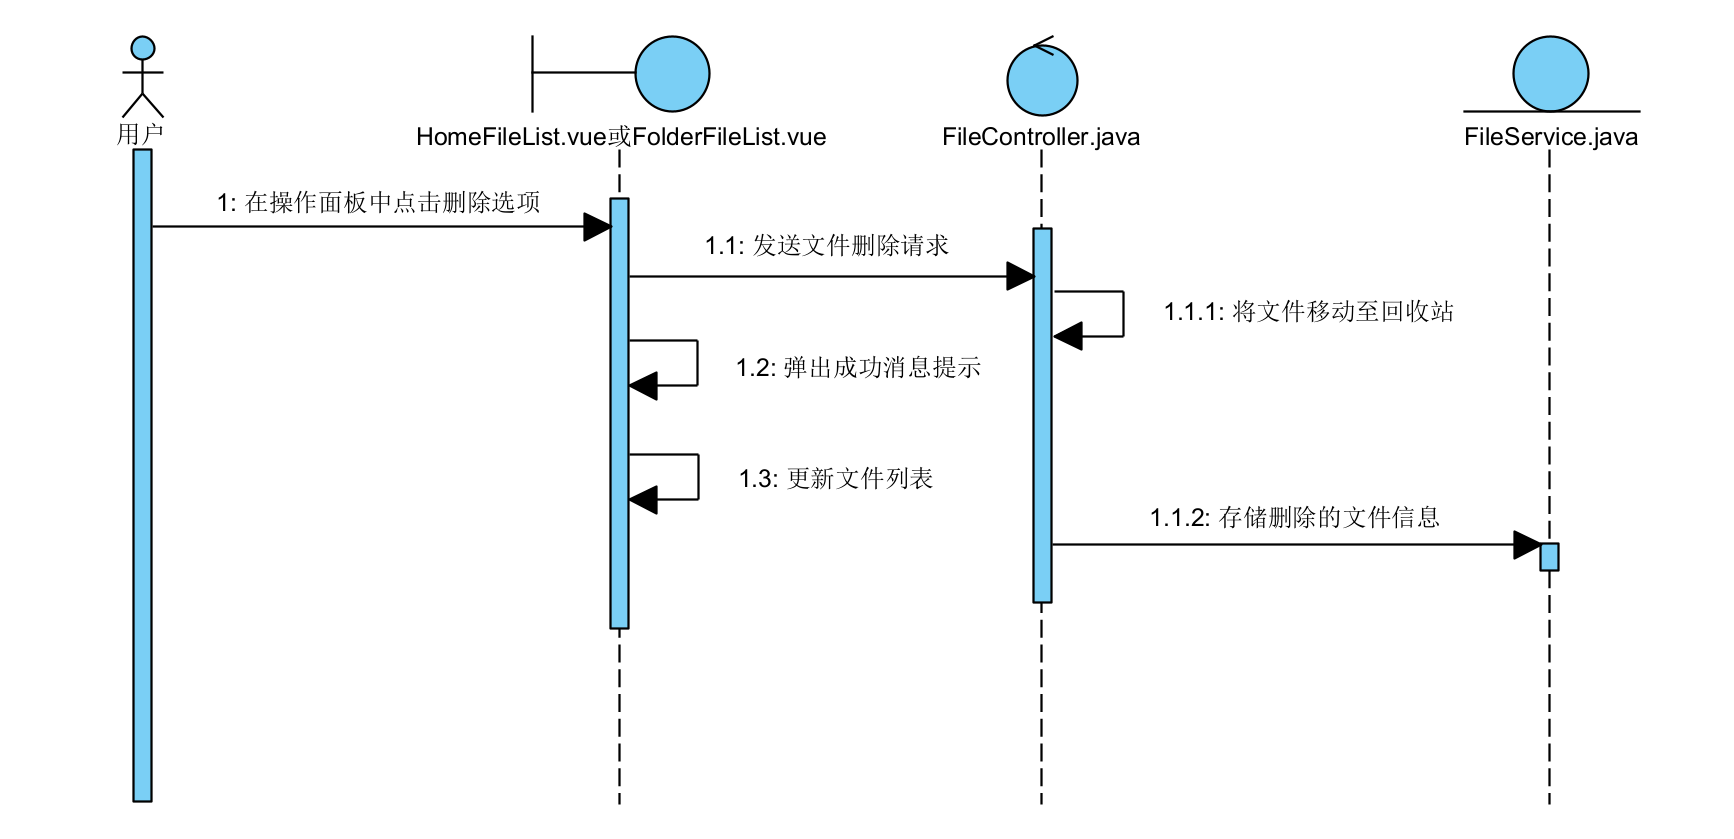 用户
HomeFileList.vue或FolderFileList.vue
FileController.java
FileService.java
1: 在操作面板中点击删除选项
1.1: 发送文件删除请求
1.1.1: 将文件移动至回收站
1.2: 弹出成功消息提示
1.3: 更新文件列表
1.1.2: 存储删除的文件信息